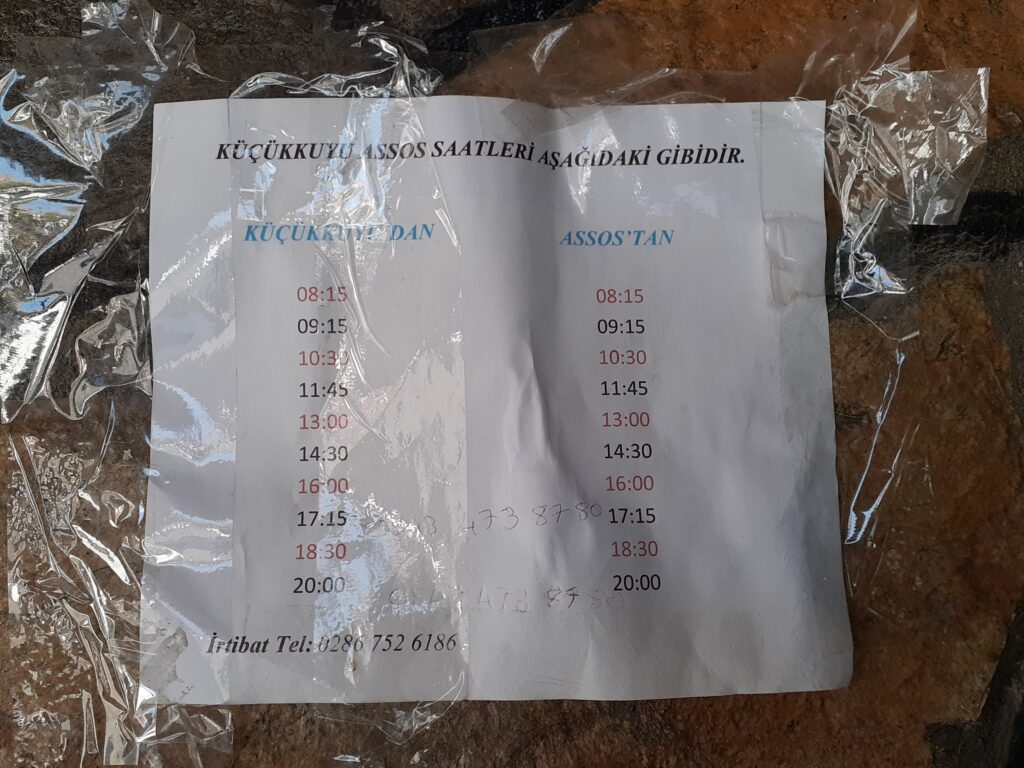 KÜÇÜKKUYU ASSOS SAATLERİ AŞAĞIDAKİ GİBİDİR.
KÜÇÜKKUYU'DAN ASSOS'TAN
08:15 08:15
09:15 09:15
10:30 10:30
11:45 11:45
13:00 13:00
14:30 14:30
16:00 16:00
17:15 473 8780 17:15
18:30 18:30
20:00 20:00
İrtibat Tel: 0286 752 6186